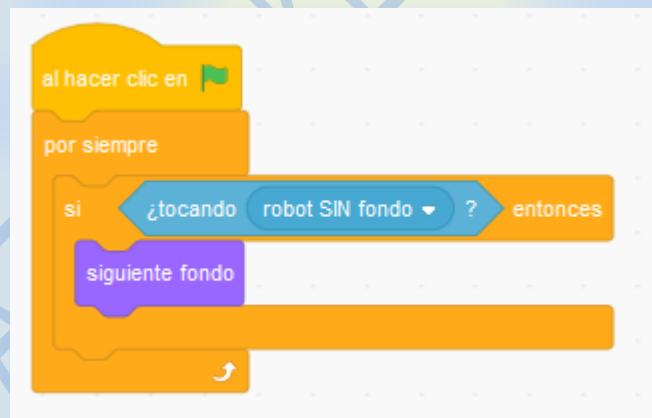 al hacer clic en
por siempre
si ¿tocando robot SIN fondo ? entonces
siguiente fondo